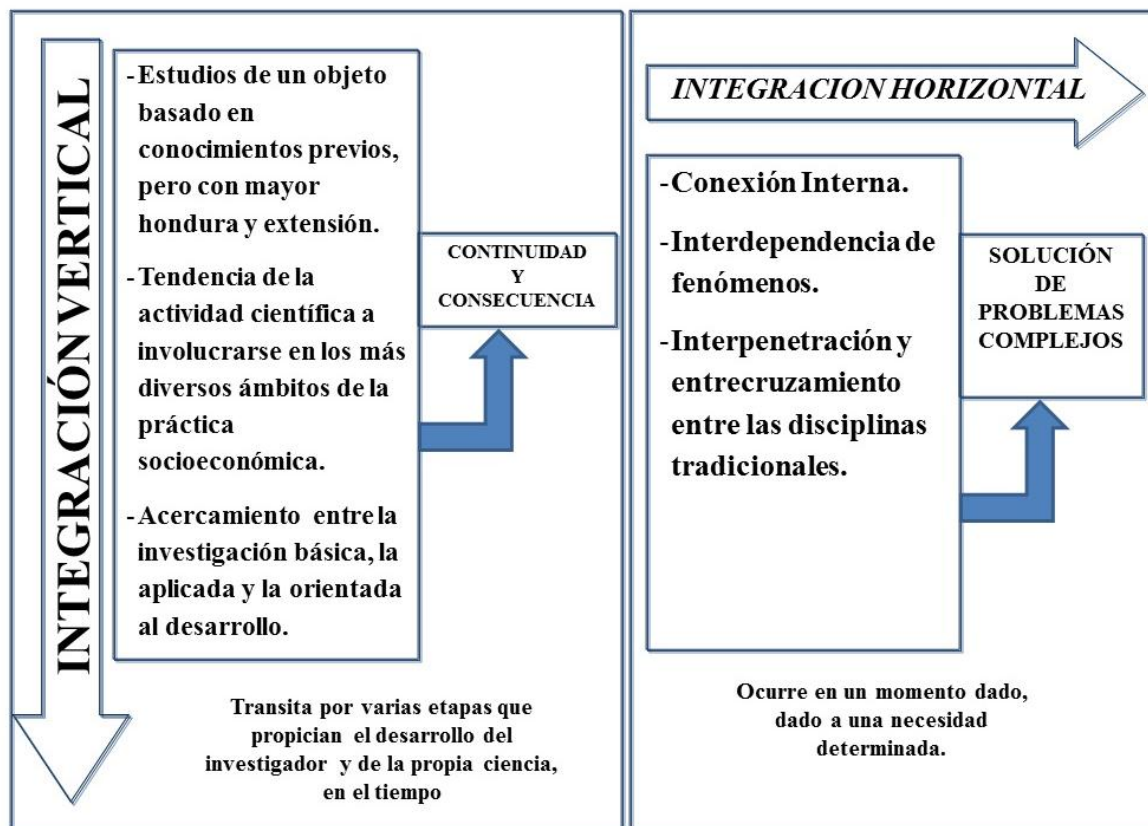 INTEGRACIÓN VERTICAL
-Estudios de un objeto
basado en
conocimientos previos,
pero con mayor
hondura y extensión.
-Tendencia de la
actividad científica a
involucrarse en los más
diversos ámbitos de la
práctica
socioeconómica.
-Acercamiento entre la
investigación básica, la
aplicada y la orientada
al desarrollo.
CONTINUIDAD
Y
CONSECUENCIA
Transita por varias etapas que
propician el desarrollo del
investigador y de la propia ciencia,
en el tiempo
INTEGRACION HORIZONTAL
-Conexión Interna.
-Interdependencia de
fenómenos.
-Interpenetración y
entrecruzamiento
entre las disciplinas
tradicionales.
SOLUCIÓN
DE
PROBLEMAS
COMPLEJOS
Ocurre en un momento dado,
dado a una necesidad
determinada.